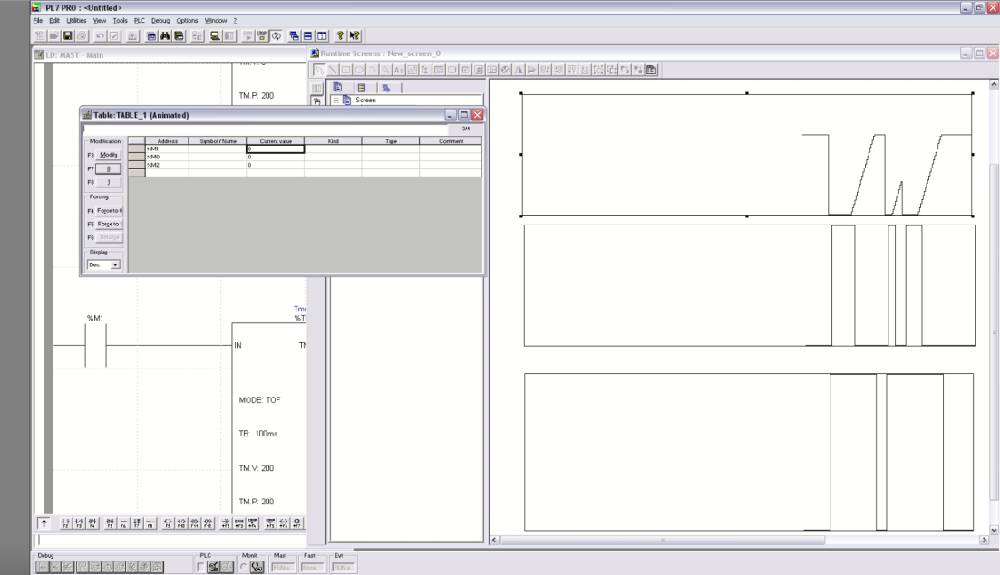 PL7 PRO : <Untitled>
File Edit Utilities View Tools PLC Debug Options Window ?
LD: MAST - Main
TM.P: 200
Runtime Screens : New_screen_0
Screen
Table:TABLE_1 (Animated)
3/4
Modification
F3 Modify
F7 0
F8 1
Forcing
F4 Force to 0
F5 Force to 1
F6 Unforce
Display
Dec.
Address Symbol / Name Current value Kind Type Comment
%M1 0
%M0 0
%M2 0
%M1
Tmr
%TM
IN
MODE: TOF
TB: 100ms
TM.V: 200
TM.P: 200
Debug
PLC
Monit.
Mast
Fast
Evt